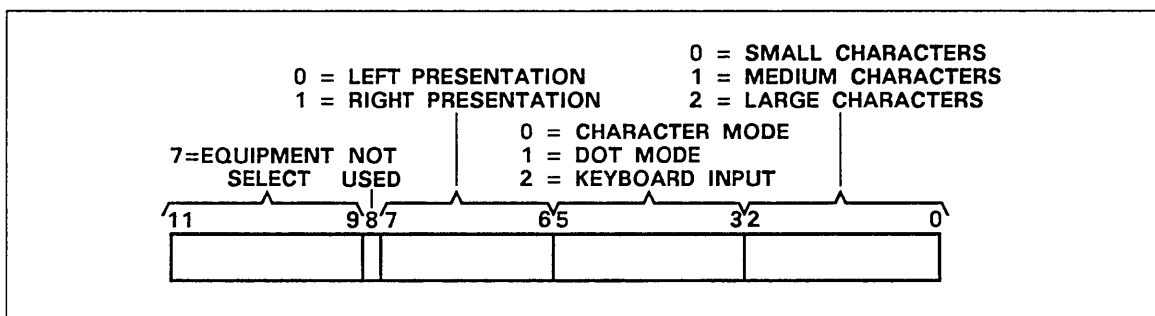 0 = SMALL CHARACTERS
0 = LEFT PRESENTATION 1 = MEDIUM CHARACTERS
1 = RIGHT PRESENTATION 2 = LARGE CHARACTERS
0 = CHARACTER MODE
7=EQUIPMENT NOT 1 = DOT MODE
SELECT USED 2 = KEYBOARD INPUT
11 9 8 7 6 5 3 2 0